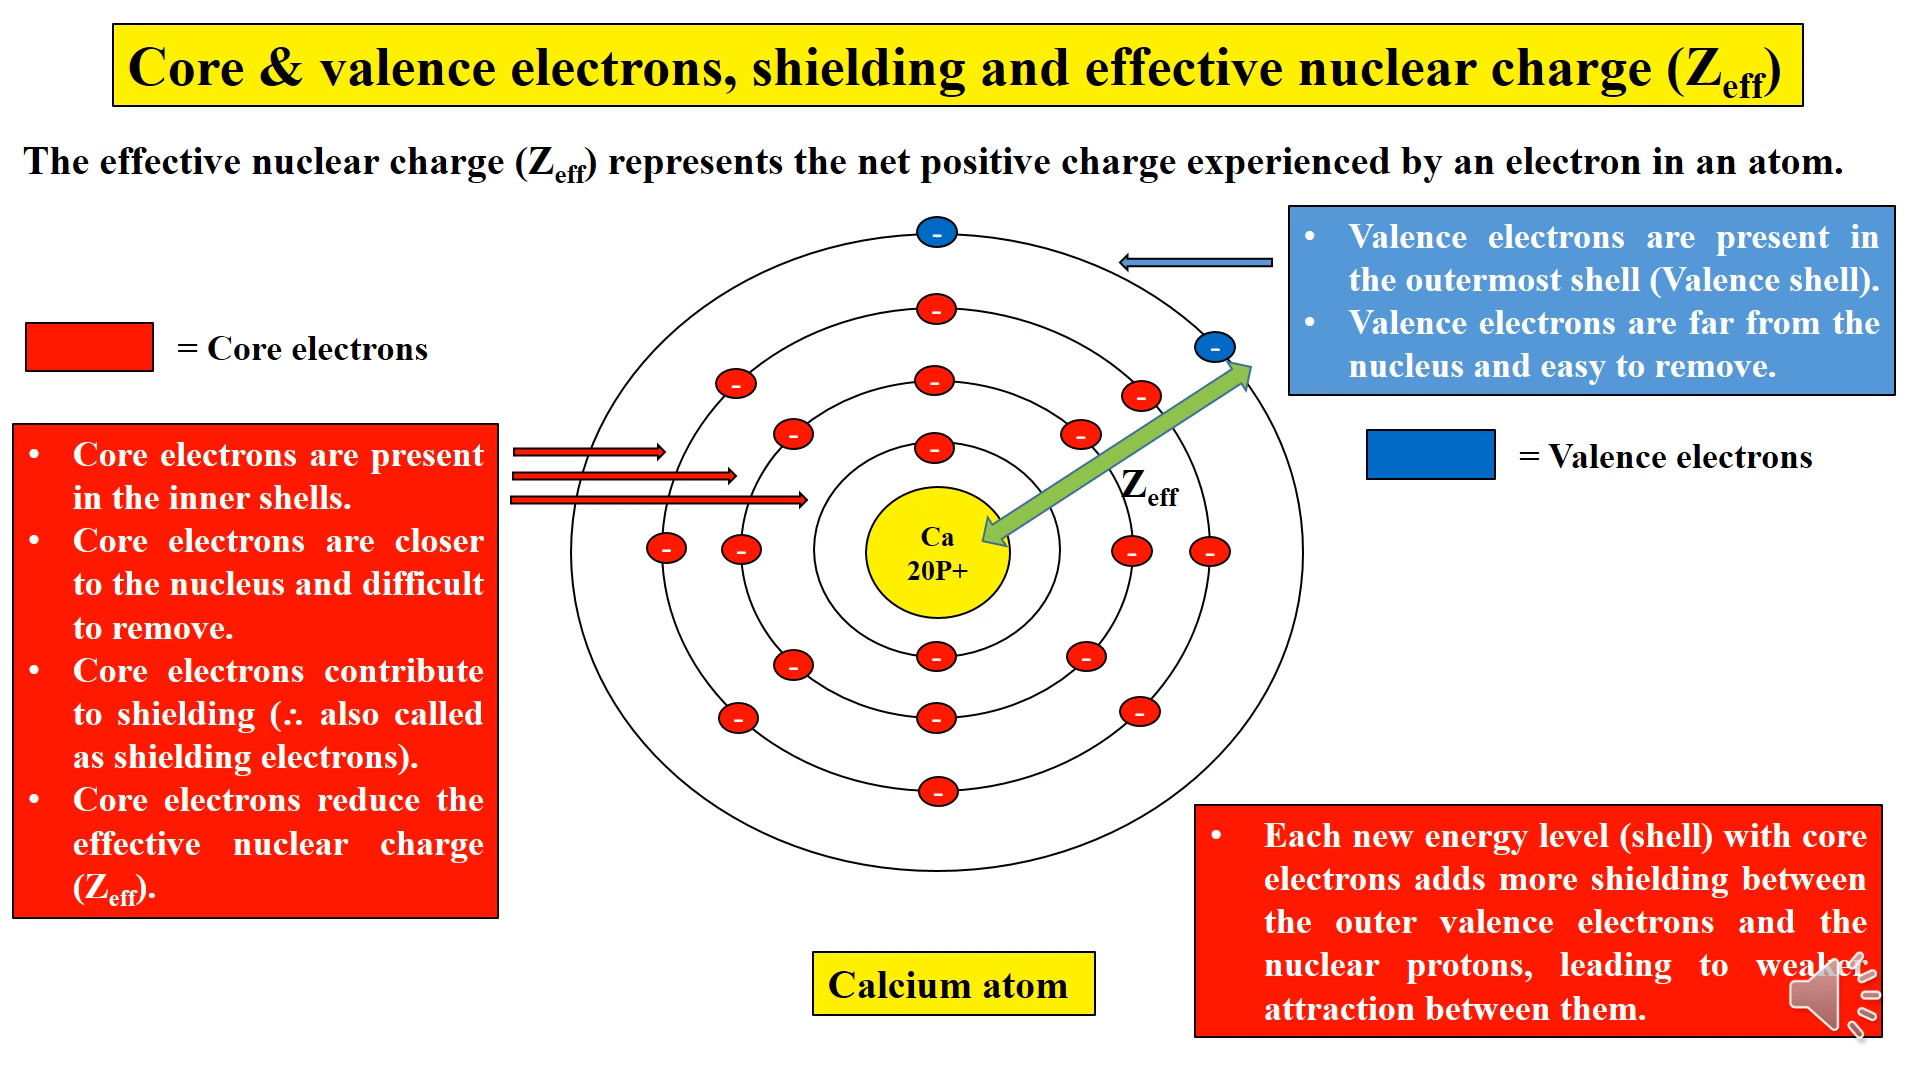 Core & valence electrons, shielding and effective nuclear charge (Zeff)
The effective nuclear charge (Zeff) represents the net positive charge experienced by an electron in an atom.
• Valence electrons are present in
the outermost shell (Valence shell).
• Valence electrons are far from the
nucleus and easy to remove.
= Core electrons
= Valence electrons
• Core electrons are present
in the inner shells.
• Core electrons are closer
to the nucleus and difficult
to remove.
• Core electrons contribute
to shielding (∴ also called
as shielding electrons).
• Core electrons reduce the
effective nuclear charge
(Zeff).
Zeff
Ca
20P+
• Each new energy level (shell) with core
electrons adds more shielding between
the outer valence electrons and the
nuclear protons, leading to weaker
attraction between them.
Calcium atom